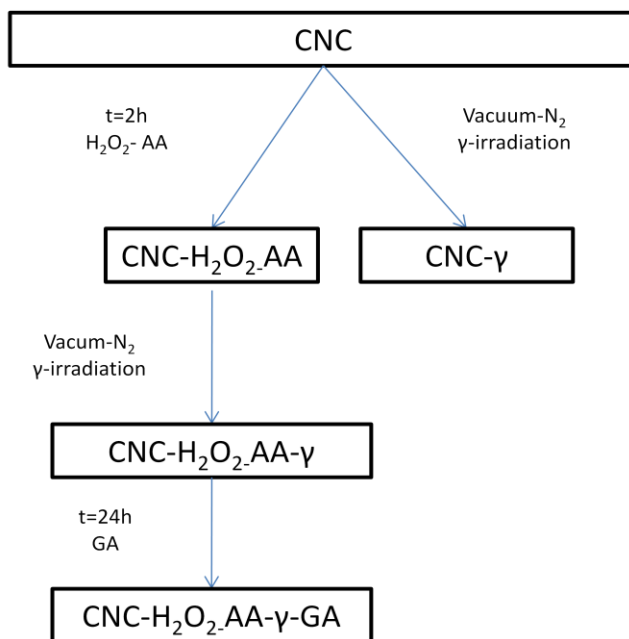 CNC
t=2h
H₂O₂- AA
Vacuum-N₂
γ-irradiation
CNC-H₂O₂-AA
CNC-γ
Vacum-N₂
γ-irradiation
CNC-H₂O₂-AA-γ
t=24h
GA
CNC-H₂O₂-AA-γ-GA